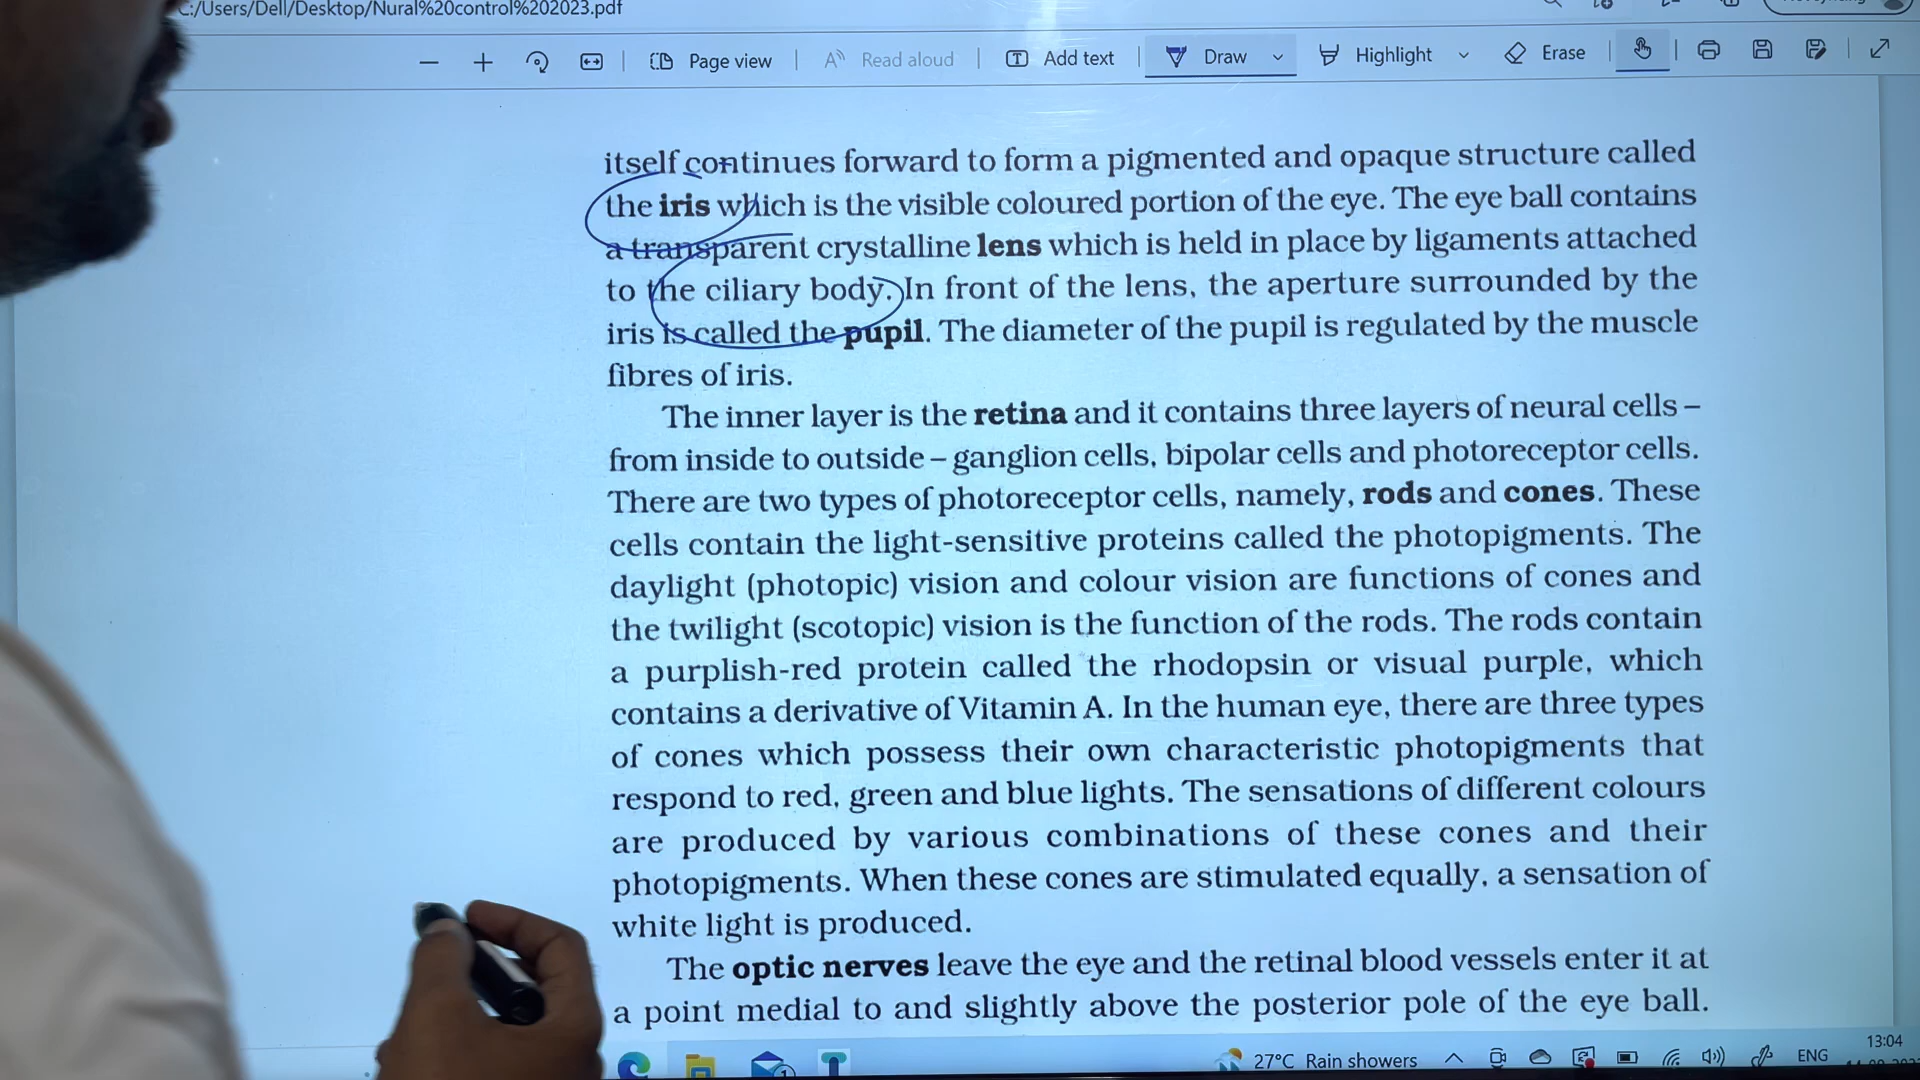 C:/Users/Dell/Desktop/Nural%20control%202023.pdf
Page view
Read aloud
Add text
Draw
Highlight
Erase
itself continues forward to form a pigmented and opaque structure called
the iris which is the visible coloured portion of the eye. The eye ball contains
a transparent crystalline lens which is held in place by ligaments attached
to the ciliary body. In front of the lens, the aperture surrounded by the
iris is called the pupil. The diameter of the pupil is regulated by the muscle
fibres of iris.
The inner layer is the retina and it contains three layers of neural cells –
from inside to outside – ganglion cells, bipolar cells and photoreceptor cells.
There are two types of photoreceptor cells, namely, rods and cones. These
cells contain the light-sensitive proteins called the photopigments. The
daylight (photopic) vision and colour vision are functions of cones and
the twilight (scotopic) vision is the function of the rods. The rods contain
a purplish-red protein called the rhodopsin or visual purple, which
contains a derivative of Vitamin A. In the human eye, there are three types
of cones which possess their own characteristic photopigments that
respond to red, green and blue lights. The sensations of different colours
are produced by various combinations of these cones and their
photopigments. When these cones are stimulated equally, a sensation of
white light is produced.
The optic nerves leave the eye and the retinal blood vessels enter it at
a point medial to and slightly above the posterior pole of the eye ball.
27°C Rain showers
ENG
13:04